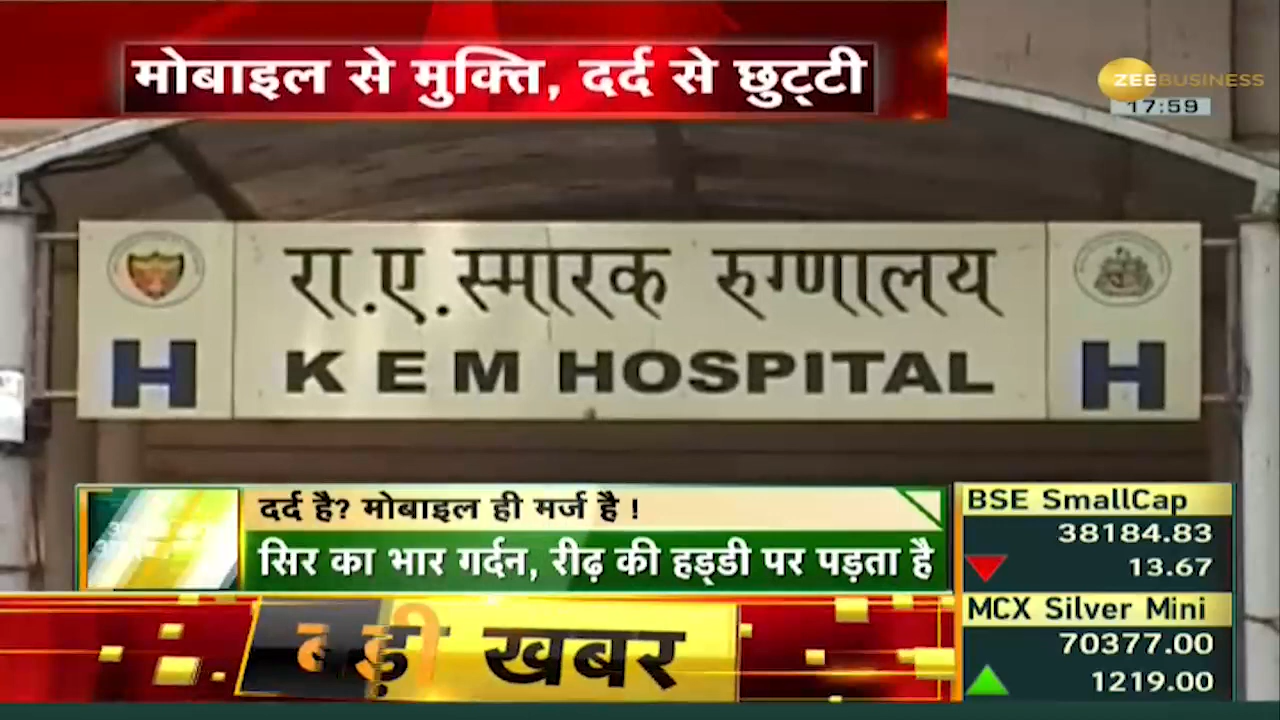 मोबाइल से मुक्ति, दर्द से छुट्टी
ZEEBUSINESS
17:59
रा.ए.स्मारक रुग्णालय
H
KEM HOSPITAL
H
दर्द है? मोबाइल ही मर्ज है !
सिर का भार गर्दन, रीढ़ की हड्डी पर पड़ता है
बड़ी खबर
BSE SmallCap
38184.83
13.67
MCX Silver Mini
70377.00
1219.00